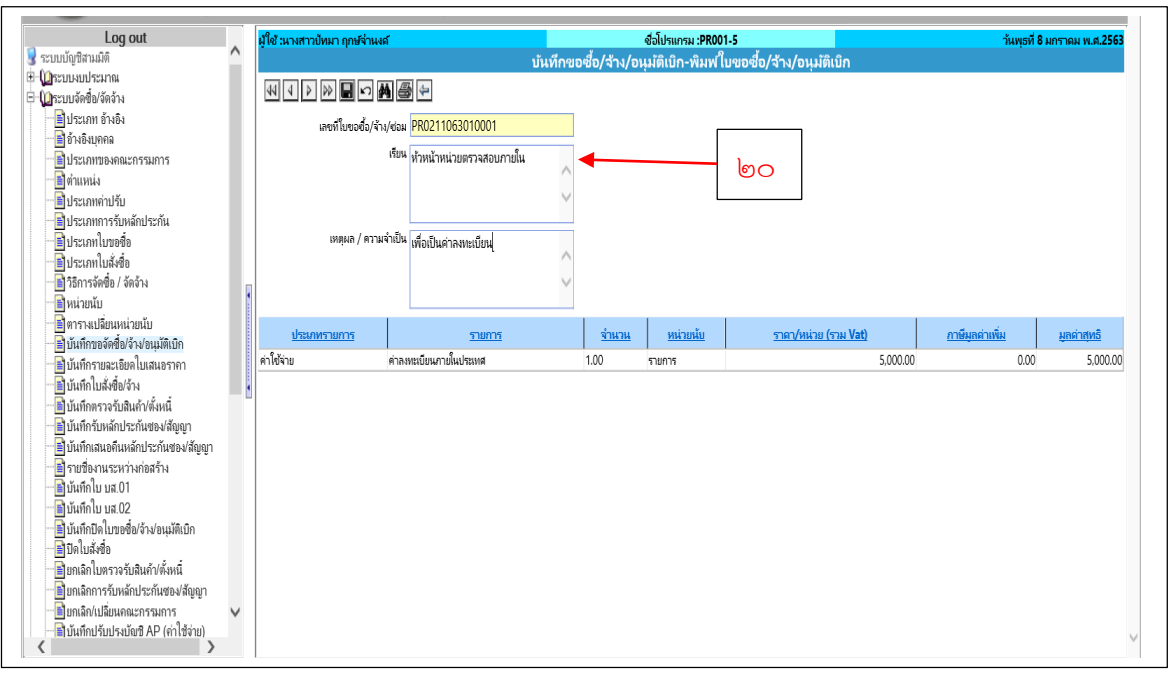 Log out
ระบบบัญชีสามมิติ
ระบบงบประมาณ
ระบบจัดซื้อ/จัดจ้าง
ประเภท อ้างอิง
อ้างอิงบุคคล
ประเภทของคณะกรรมการ
ตำแหน่ง
ประเภทค่าปรับ
ประเภทการรับหลักประกัน
ประเภทใบขอซื้อ
ประเภทใบสั่งซื้อ
วิธีการจัดซื้อ / จัดจ้าง
หน่วยนับ
ตารางเปลี่ยนหน่วยนับ
บันทึกขอจัดซื้อ/จ้าง/อนุมัติเบิก
บันทึกรายละเอียดใบเสนอราคา
บันทึกใบสั่งซื้อ/จ้าง
บันทึกตรวจรับสินค้า/ตั้งหนี้
บันทึกรับหลักประกันซอง/สัญญา
บันทึกเสนอคืนหลักประกันซอง/สัญญา
รายชื่องานระหว่างก่อสร้าง
บันทึกใบ บส.01
บันทึกใบ บส.02
บันทึกปิดใบขอซื้อ/จ้าง/อนุมัติเบิก
ปิดใบสั่งซื้อ
ยกเลิกใบตรวจรับสินค้า/ตั้งหนี้
ยกเลิกการรับหลักประกันซอง/สัญญา
ยกเลิก/เปลี่ยนคณะกรรมการ
บันทึกปรับปรุงบัญชี AP (ค่าใช้จ่าย)
ผู้ใช้ :นางสาวปัทมา ฤกษ์จำนงค์ ชื่อโปรแกรม :PR001-5 วันพุธที่ 8 มกราคม พ.ศ.2563
บันทึกขอซื้อ/จ้าง/อนุมัติเบิก-พิมพ์ใบขอซื้อ/จ้าง/อนุมัติเบิก
เลขที่ใบขอซื้อ/จ้าง/ซ่อม PR0211063010001
เรียน หัวหน้าหน่วยตรวจสอบภายใน
๒๐
เหตุผล / ความจำเป็น เพื่อเป็นค่าลงทะเบียน
ประเภทรายการ รายการ จำนวน หน่วยนับ ราคา/หน่วย (รวม Vat) ภาษีมูลค่าเพิ่ม มูลค่าสุทธิ
ค่าใช้จ่าย ค่าลงทะเบียนภายในประเทศ 1.00 รายการ 5,000.00 0.00 5,000.00